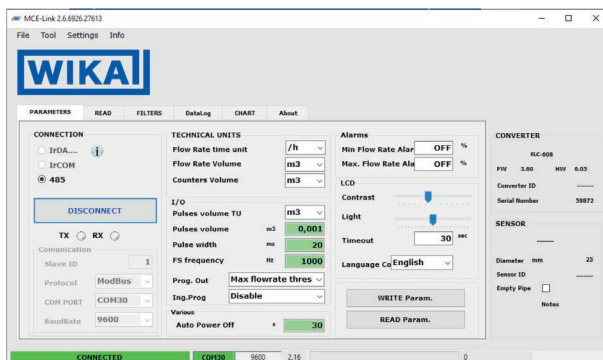 MCE-Link 2.6.6926.27613
File Tool Settings Info
WIKA
PARAMETERS READ FILTERS DataLog CHART About
CONNECTION
IrDA....
IrCOM
485
DISCONNECT
TX RX
Comunication
Slave ID 1
Protocol ModBus
COM PORT COM30
BaudRate 9600
TECHNICAL UNITS
Flow Rate time unit /h
Flow Rate Volume m3
Counters Volume m3
I/O
Pulses volume TU m3
Pulses volume m3 0,001
Pulse width ms 20
FS frequency Hz 1000
Prog. Out Max flowrate thres
Ing.Prog Disable
Various
Auto Power Off s 30
Alarms
Min Flow Rate Alar OFF %
Max. Flow Rate Ala OFF %
LCD
Contrast
Light
Timeout 30 sec
Language Co English
WRITE Param.
READ Param.
CONVERTER
FLC-608
FW 3.60 HW 6.05
Converter ID -------
Serial Number 59872
SENSOR
-------
Diameter mm 25
Sensor ID -------
Empty Pipe
Notes
CONNECTED COM30 9600 2,16 0